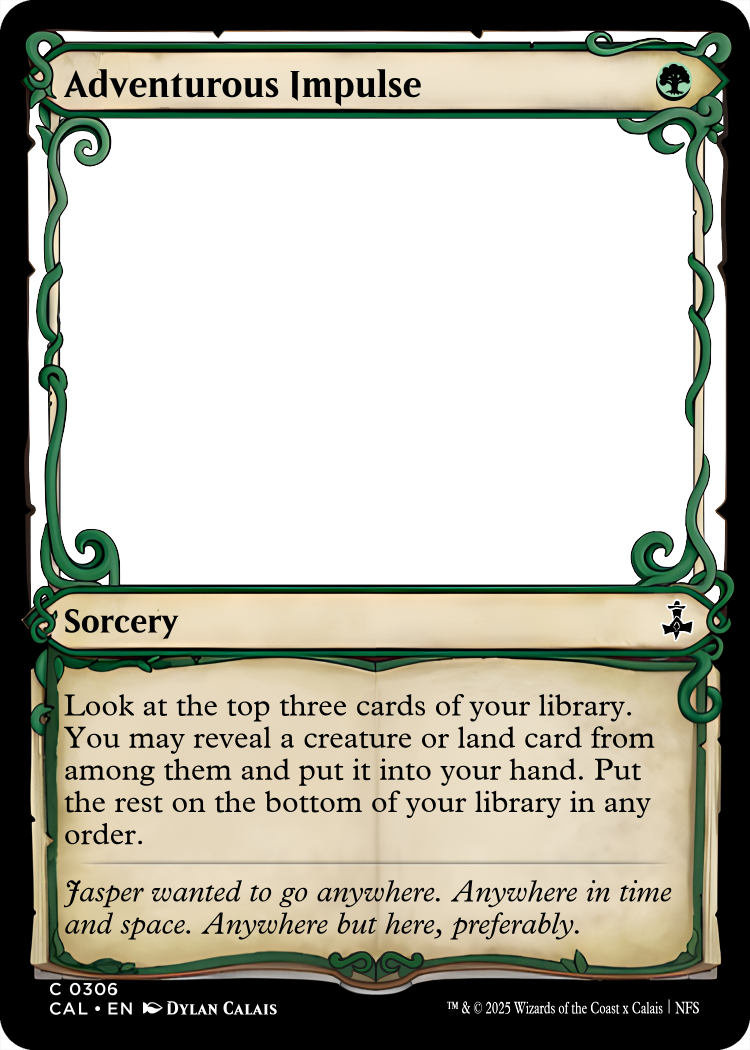 Adventurous Impulse
Sorcery
Look at the top three cards of your library.
You may reveal a creature or land card from
among them and put it into your hand. Put
the rest on the bottom of your library in any
order.
Jasper wanted to go anywhere. Anywhere in time
and space. Anywhere but here, preferably.
C 0306
CAL • EN Dylan Calais
™ & © 2025 Wizards of the Coast x Calais | NFS